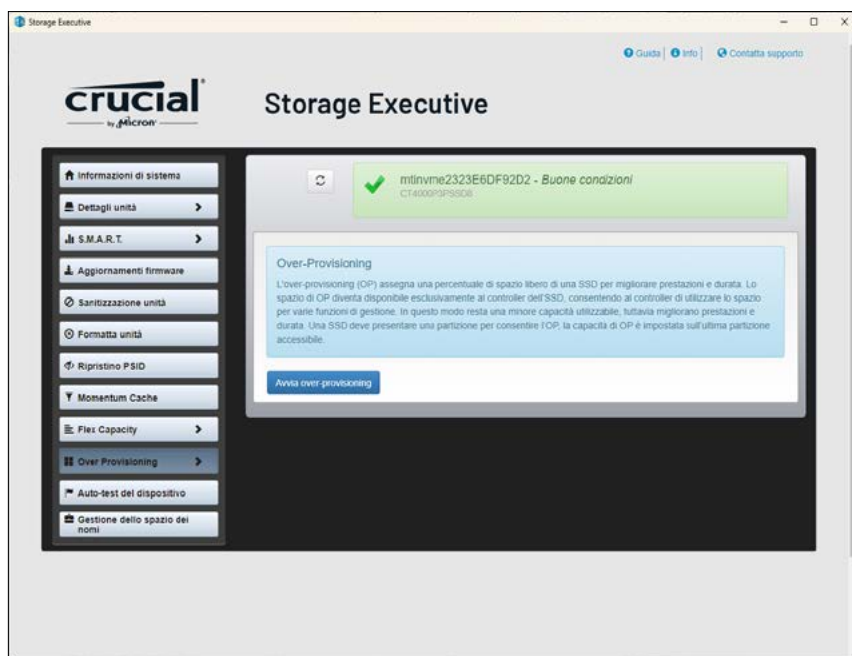 Storage Executive
Guida
Info
Contatta supporto
crucial
by Micron
Storage Executive
Informazioni di sistema
Dettagli unità
S.M.A.R.T.
Aggiornamenti firmware
Sanitizzazione unità
Formatta unità
Ripristino PSID
Momentum Cache
Flex Capacity
Over Provisioning
Auto-test del dispositivo
Gestione dello spazio dei
nomi
mtinvme2323E6DF92D2 - Buone condizioni
CT4000P3PSSD8
Over-Provisioning
L'over-provisioning (OP) assegna una percentuale di spazio libero di una SSD per migliorare prestazioni e durata. Lo
spazio di OP diventa disponibile esclusivamente al controller dell'SSD, consentendo al controller di utilizzare lo spazio
per varie funzioni di gestione. In questo modo resta una minore capacità utilizzabile, tuttavia migliorano prestazioni e
durata. Una SSD deve presentare una partizione per consentire l'OP, la capacità di OP è impostata sull'ultima partizione
accessibile.
Avvia over-provisioning